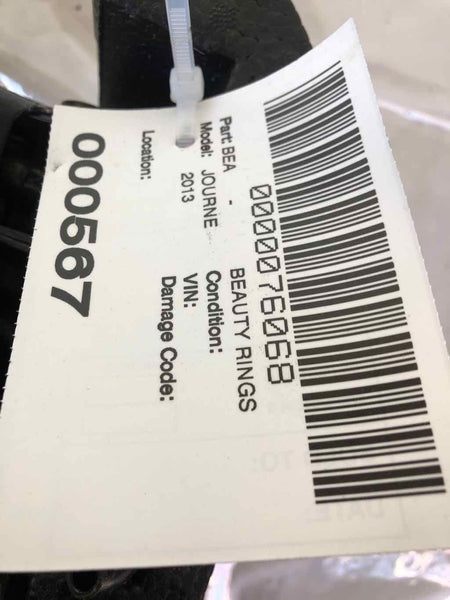 0000076068
Part: BEA - BEAUTY RINGS
Model: JOURNE Condition:
2013 VIN:
Damage Code:
Location:
000567